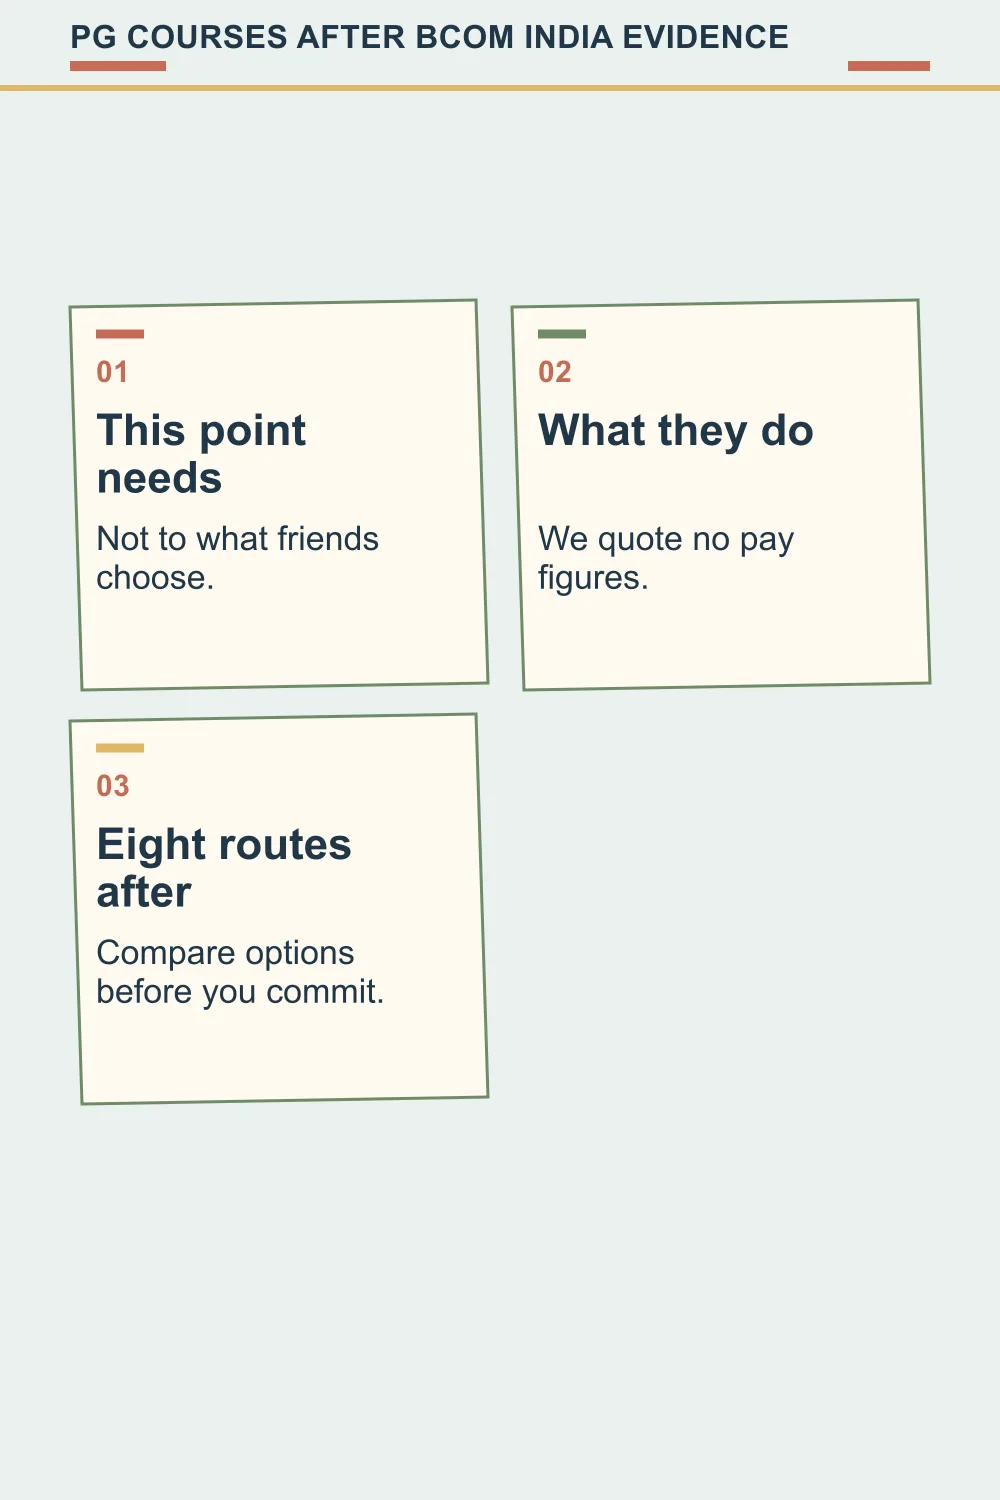 PG COURSES AFTER BCOM INDIA EVIDENCE
01
This point
needs
Not to what friends
choose.
02
What they do
We quote no pay
figures.
03
Eight routes
after
Compare options
before you commit.